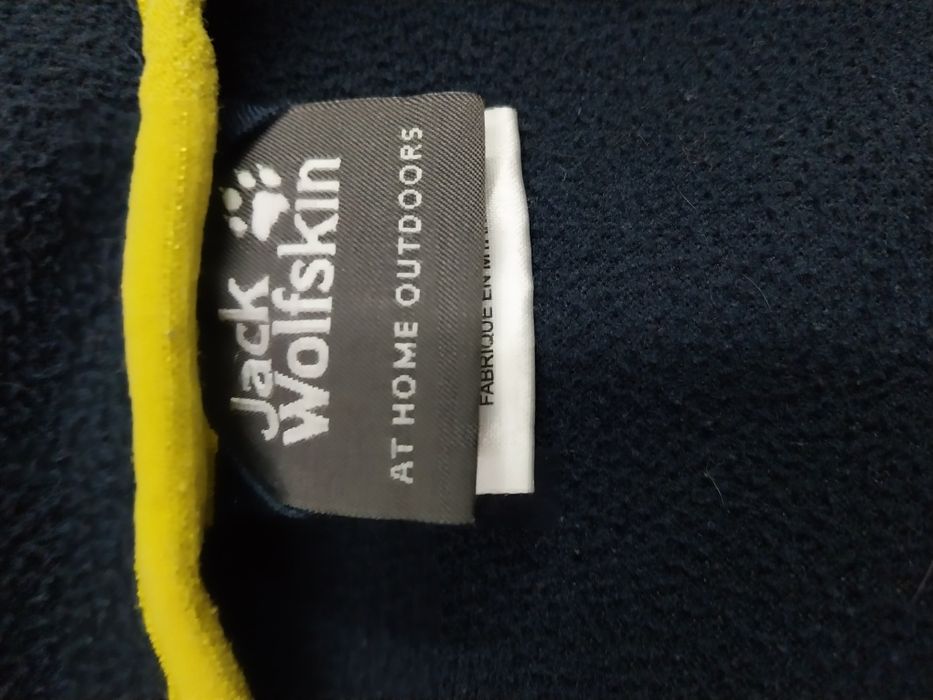 Jack
Wolfskin
AT HOME OUTDOORS
FABRIQUE EN